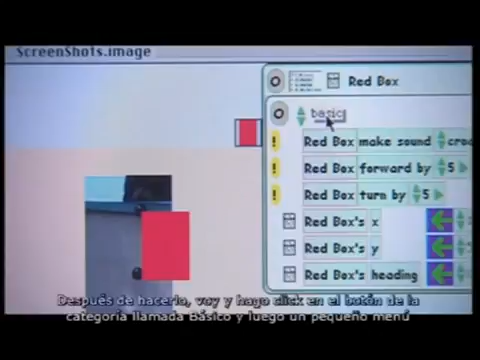 ScreenShots.image
Red Box
basic
Red Box make sound croa
Red Box forward by 5
Red Box turn by 5
Red Box's x
Red Box's y
Red Box's heading
Después de hacerlo, voy y hago click en el botón de la
categoría llamada Básico y luego un pequeño menú